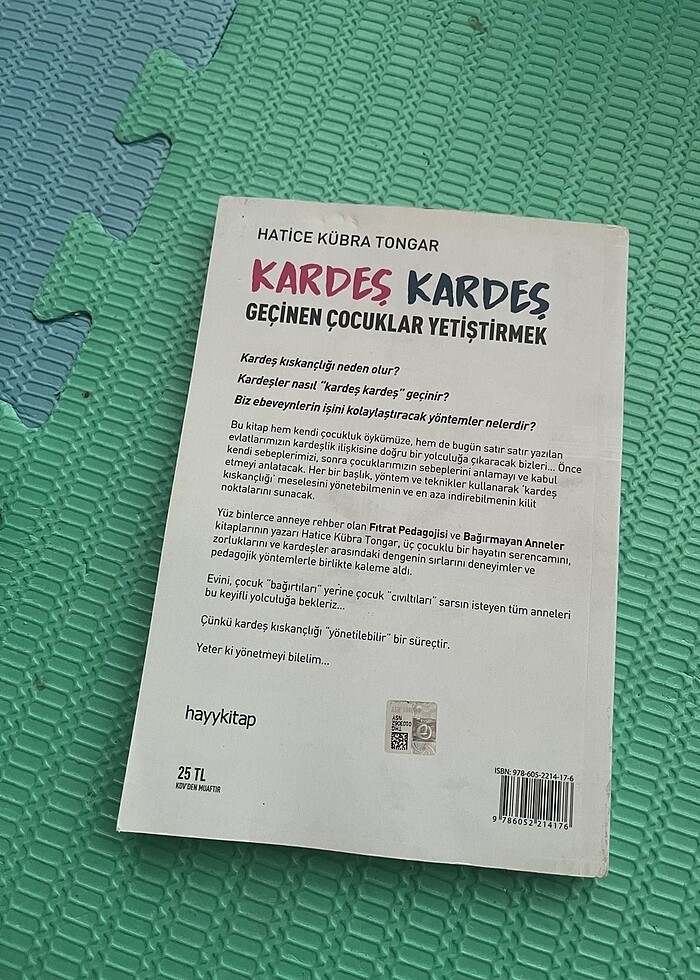 HATİCE KÜBRA TONGAR
KARDEŞ KARDEŞ
GEÇİNEN ÇOCUKLAR YETİŞTİRMEK
Kardeş kıskançlığı neden olur?
Kardeşler nasıl "kardeş kardeş" geçinir?
Biz ebeveynlerin işini kolaylaştıracak yöntemler nelerdir?
Bu kitap hem kendi çocukluk öykümüze, hem de bugün satır satır yazılan
evlatlarımızın kardeşlik ilişkisine doğru bir yolculuğa çıkaracak bizleri... Önce
kendi sebeplerimizi, sonra çocuklarımızın sebeplerini anlamayı ve kabul
etmeyi anlatacak. Her bir başlık, yöntem ve teknikler kullanarak 'kardeş
kıskançlığı' meselesini yönetebilmenin ve en aza indirebilmenin kilit
noktalarını sunacak.
Yüz binlerce anneye rehber olan Fıtrat Pedagojisi ve Bağırmayan Anneler
kitaplarının yazarı Hatice Kübra Tongar, üç çocuklu bir hayatın serencamını,
zorluklarını ve kardeşler arasındaki dengenin sırlarını deneyimler ve
pedagojik yöntemlerle birlikte kaleme aldı.
Evini, çocuk "bağırtıları" yerine çocuk "cıvıltıları" sarsın isteyen tüm anneleri
bu keyifli yolculuğa bekleriz...
Çünkü kardeş kıskançlığı "yönetilebilir" bir süreçtir.
Yeter ki yönetmeyi bilelim...
hayykitap
25 TL
KDV'DEN MUAFTIR
ISBN: 978-605-2214-17-6
9 786052 214176